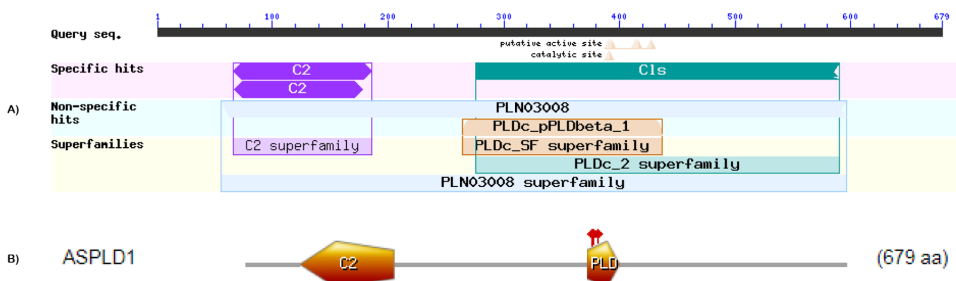 1 100 200 300 400 500 600 679
Query seq.
putative active site
catalytic site
Specific hits C2 Cls
C2
A) Non-specific hits PLN03008
PLDc_pPLDbeta_1
Superfamilies C2 superfamily PLDc_SF superfamily
PLDc_2 superfamily
PLN03008 superfamily
B) ASPLD1 C2 PLD (679 aa)